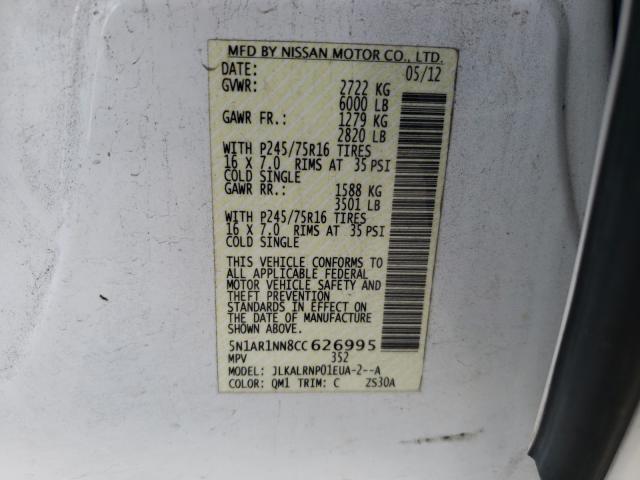 MFD BY NISSAN MOTOR CO., LTD.
DATE: 05/12
GVWR: 2722 KG
6000 LB
GAWR FR.: 1279 KG
2820 LB
WITH P245/75R16 TIRES
16 X 7.0 RIMS AT 35 PSI
COLD SINGLE
GAWR RR.: 1588 KG
3501 LB
WITH P245/75R16 TIRES
16 X 7.0 RIMS AT 35 PSI
COLD SINGLE
THIS VEHICLE CONFORMS TO
ALL APPLICABLE FEDERAL
MOTOR VEHICLE SAFETY AND
THEFT PREVENTION
STANDARDS IN EFFECT ON THE
DATE OF MANUFACTURE
SHOWN ABOVE.
5N1AR1NN8CC626995
MPV 352
MODEL: JLKALRNP01EUA-2--A
COLOR: QM1 TRIM: C ZS30A